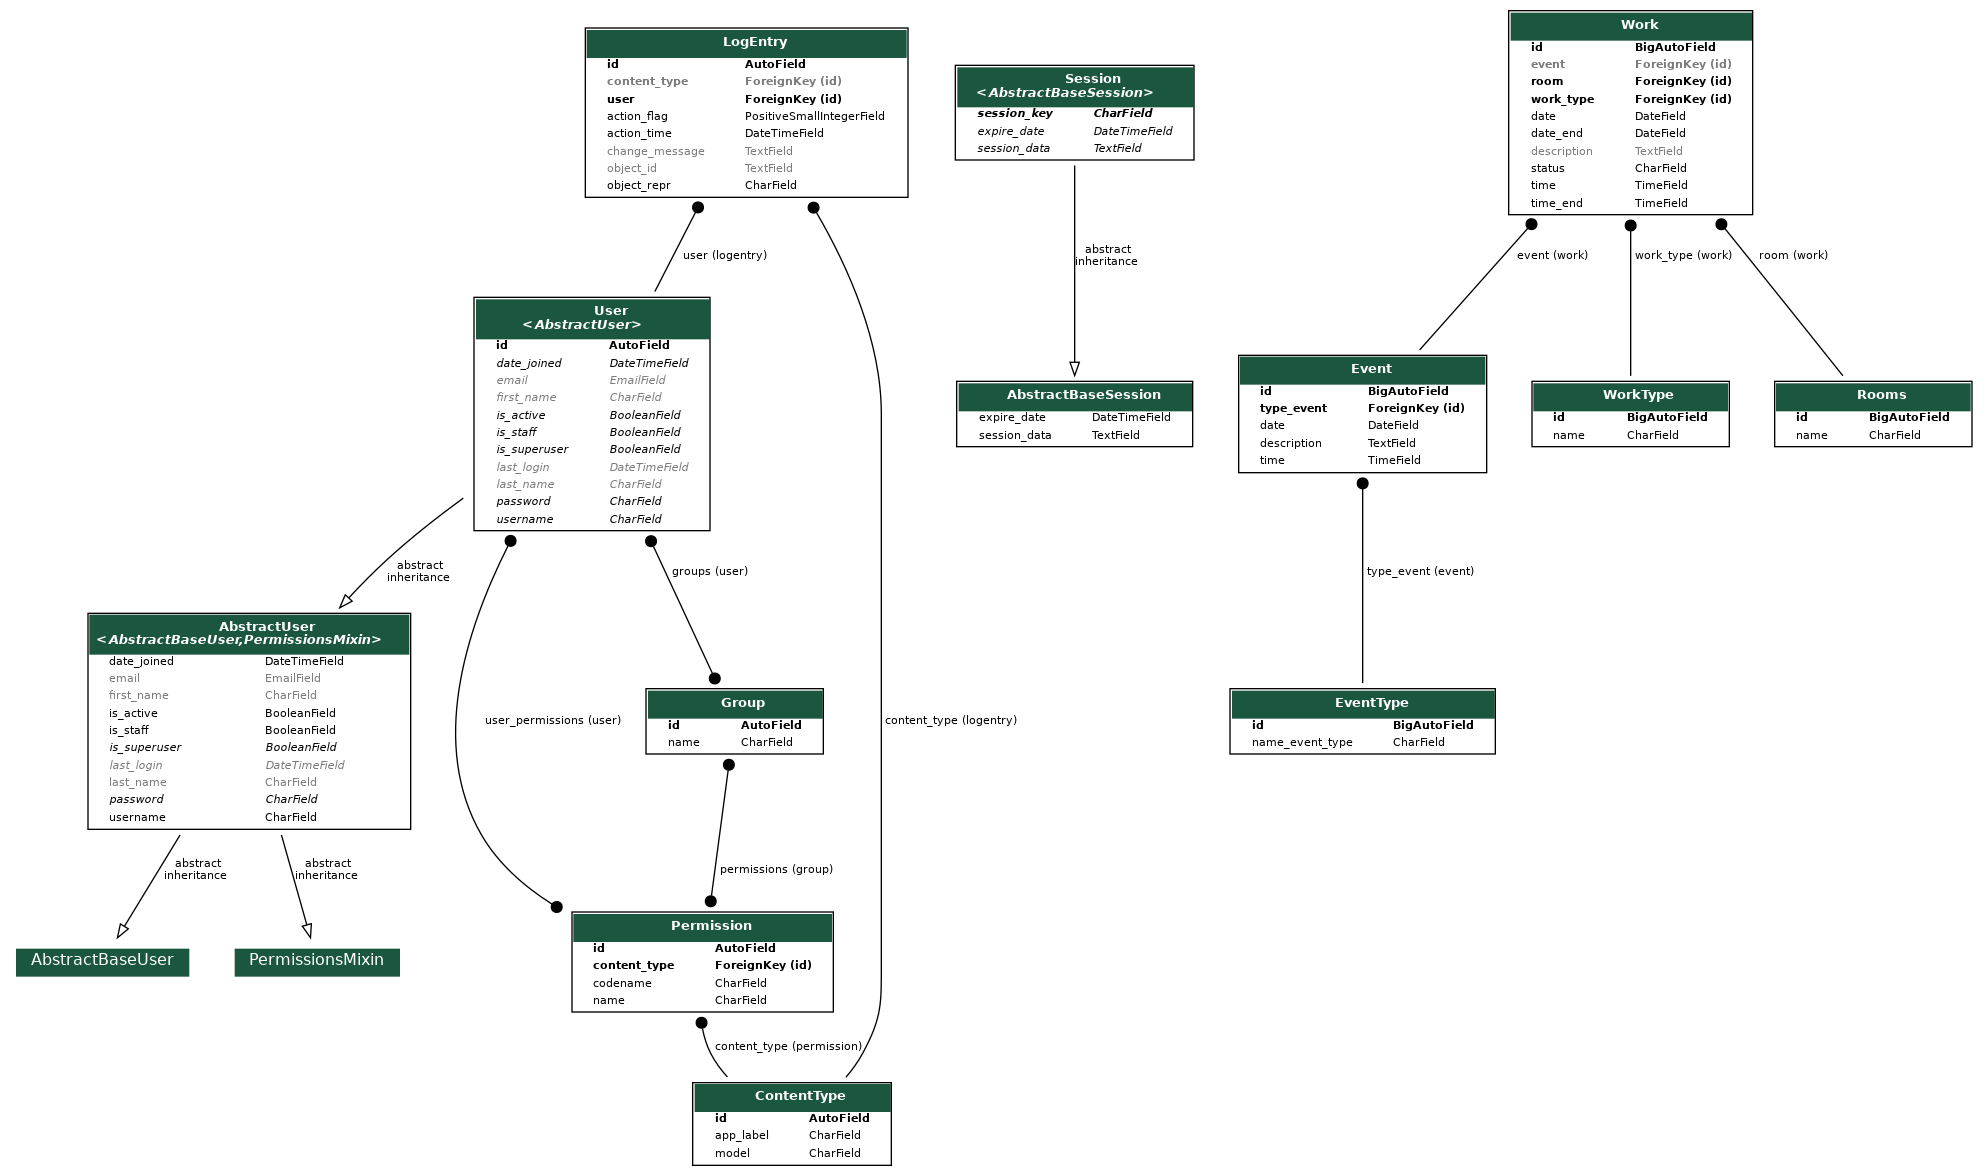 LogEntry
id AutoField
content_type ForeignKey (id)
user ForeignKey (id)
action_flag PositiveSmallIntegerField
action_time DateTimeField
change_message TextField
object_id TextField
object_repr CharField
Session
<AbstractBaseSession>
session_key CharField
expire_date DateTimeField
session_data TextField
Work
id BigAutoField
event ForeignKey (id)
room ForeignKey (id)
work_type ForeignKey (id)
date DateField
date_end DateField
description TextField
status CharField
time TimeField
time_end TimeField
user (logentry)
abstract
inheritance
event (work)
work_type (work)
room (work)
User
<AbstractUser>
id AutoField
date_joined DateTimeField
email EmailField
first_name CharField
is_active BooleanField
is_staff BooleanField
is_superuser BooleanField
last_login DateTimeField
last_name CharField
password CharField
username CharField
AbstractBaseSession
expire_date DateTimeField
session_data TextField
Event
id BigAutoField
type_event ForeignKey (id)
date DateField
description TextField
time TimeField
WorkType
id BigAutoField
name CharField
Rooms
id BigAutoField
name CharField
abstract
inheritance
groups (user)
type_event (event)
AbstractUser
<AbstractBaseUser,PermissionsMixin>
date_joined DateTimeField
email EmailField
first_name CharField
is_active BooleanField
is_staff BooleanField
is_superuser BooleanField
last_login DateTimeField
last_name CharField
password CharField
username CharField
user_permissions (user)
Group
id AutoField
name CharField
content_type (logentry)
EventType
id BigAutoField
name_event_type CharField
abstract
inheritance
abstract
inheritance
permissions (group)
AbstractBaseUser
PermissionsMixin
Permission
id AutoField
content_type ForeignKey (id)
codename CharField
name CharField
content_type (permission)
ContentType
id AutoField
app_label CharField
model CharField